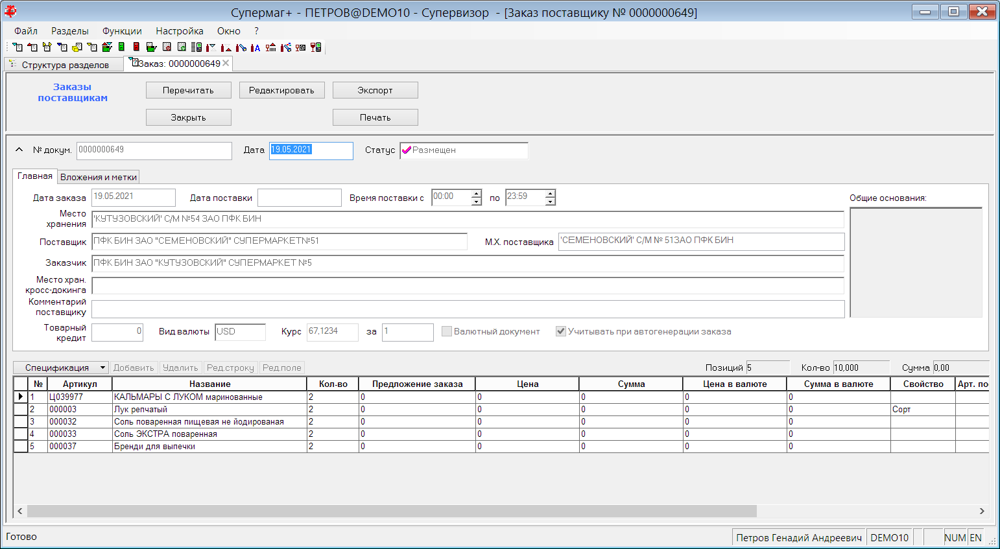 Супермаг+ - ПЕТРОВ@DEMO10 - Супервизор - [Заказ поставщику № 0000000649]
Файл Разделы Функции Настройка Окно ?
Структура разделов Заказ: 0000000649
Заказы
поставщикам
Перечитать Редактировать Экспорт
Закрыть Печать
№ докум. 0000000649 Дата 19.05.2021 Статус Размещен
Главная Вложения и метки
Дата заказа 19.05.2021 Дата поставки Время поставки с 00:00 по 23:59 Общие основания:
Место
хранения 'КУТУЗОВСКИЙ' С/М №54 ЗАО ПФК БИН
Поставщик ПФК БИН ЗАО "СЕМЕНОВСКИЙ" СУПЕРМАРКЕТ№51 М.Х. поставщика 'СЕМЕНОВСКИЙ' С/М № 51ЗАО ПФК БИН
Заказчик ПФК БИН ЗАО "КУТУЗОВСКИЙ" СУПЕРМАРКЕТ №5
Место хран.
кросс-докинга
Комментарий
поставщику
Товарный
кредит 0 Вид валюты USD Курс 67,1234 за 1 Валютный документ Учитывать при автогенерации заказа
Спецификация Добавить Удалить Ред.строку Ред.поле Позиций 5 Кол-во 10,000 Сумма 0,00
№ Артикул Название Кол-во Предложение заказа Цена Сумма Цена в валюте Сумма в валюте Свойство Арт. по
1 Ц039977 КАЛЬМАРЫ С ЛУКОМ маринованные 2 0 0 0 0 0
2 000003 Лук репчатый 2 0 0 0 0 0 Сорт
3 000032 Соль поваренная пищевая не йодированая 2 0 0 0 0 0
4 000033 Соль ЭКСТРА поваренная 2 0 0 0 0 0
5 000037 Бренди для выпечки 2 0 0 0 0 0
Готово Петров Генадий Андреевич DEMO10 NUM EN